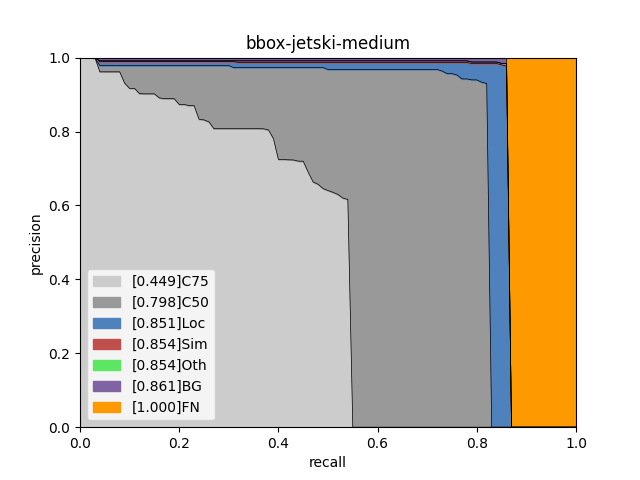 bbox-jetski-medium
1.0
0.8
0.6
0.4
0.2
0.0
precision
[0.449]C75
[0.798]C50
[0.851]Loc
[0.854]Sim
[0.854]Oth
[0.861]BG
[1.000]FN
0.0 0.2 0.4 0.6 0.8 1.0
recall